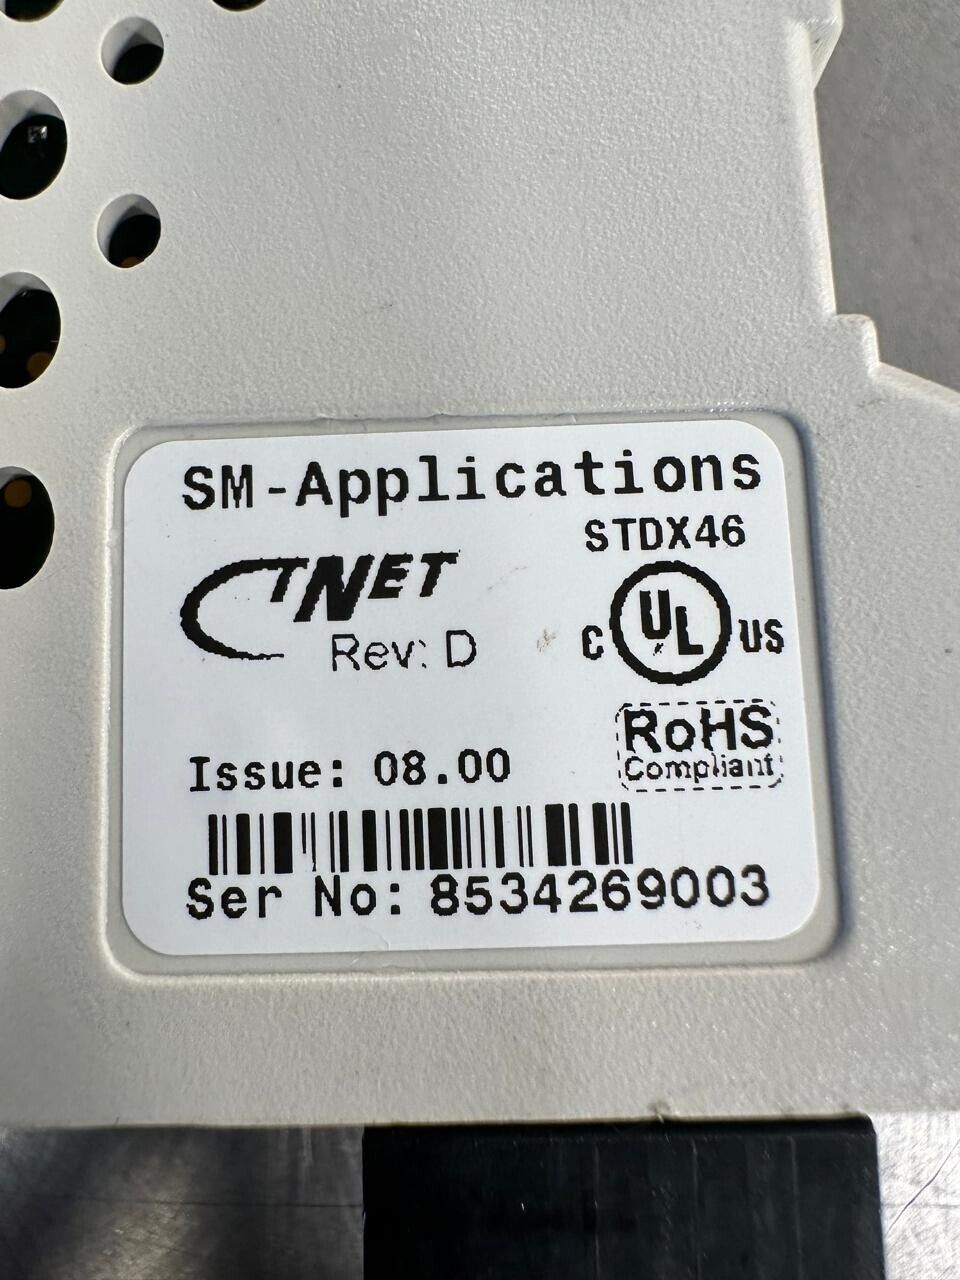 SM-Applications
STDX46
CTNET
Rev: D
C UL US
RoHS
Compliant
Issue: 08.00
Ser No: 8534269003